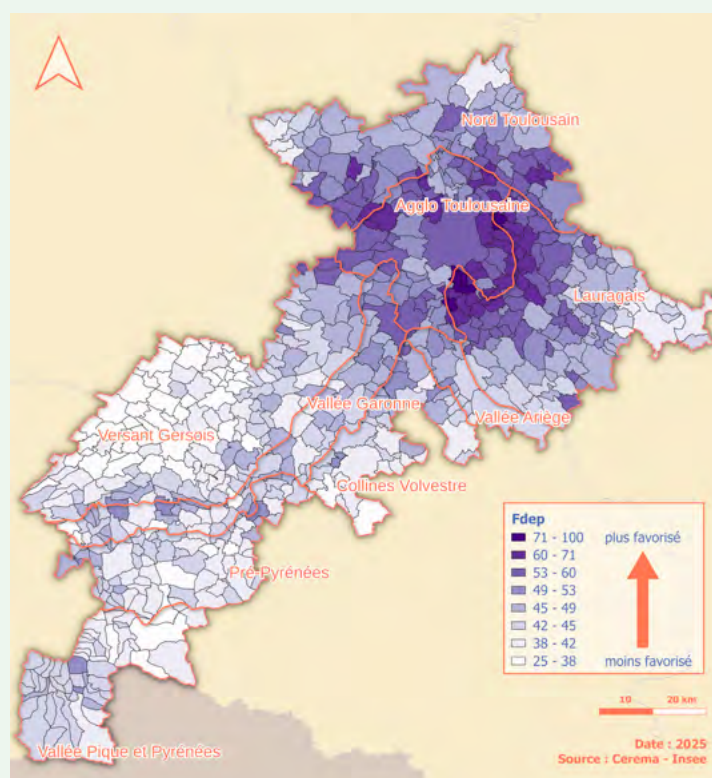 Nord Toulousain
Agglo Toulousaine
Lauragais
Vallée Garonne
Vallée Ariège
Versant Gersois
Collines Volvestre
Pré Pyrénées
Vallée Pique et Pyrénées
Fdep
71 - 100 plus favorisé
60 - 71
53 - 60
49 - 53
45 - 49
42 - 45
38 - 42
25 - 38 moins favorisé
10 20 km
Date : 2025
Source : Cerema - Insee